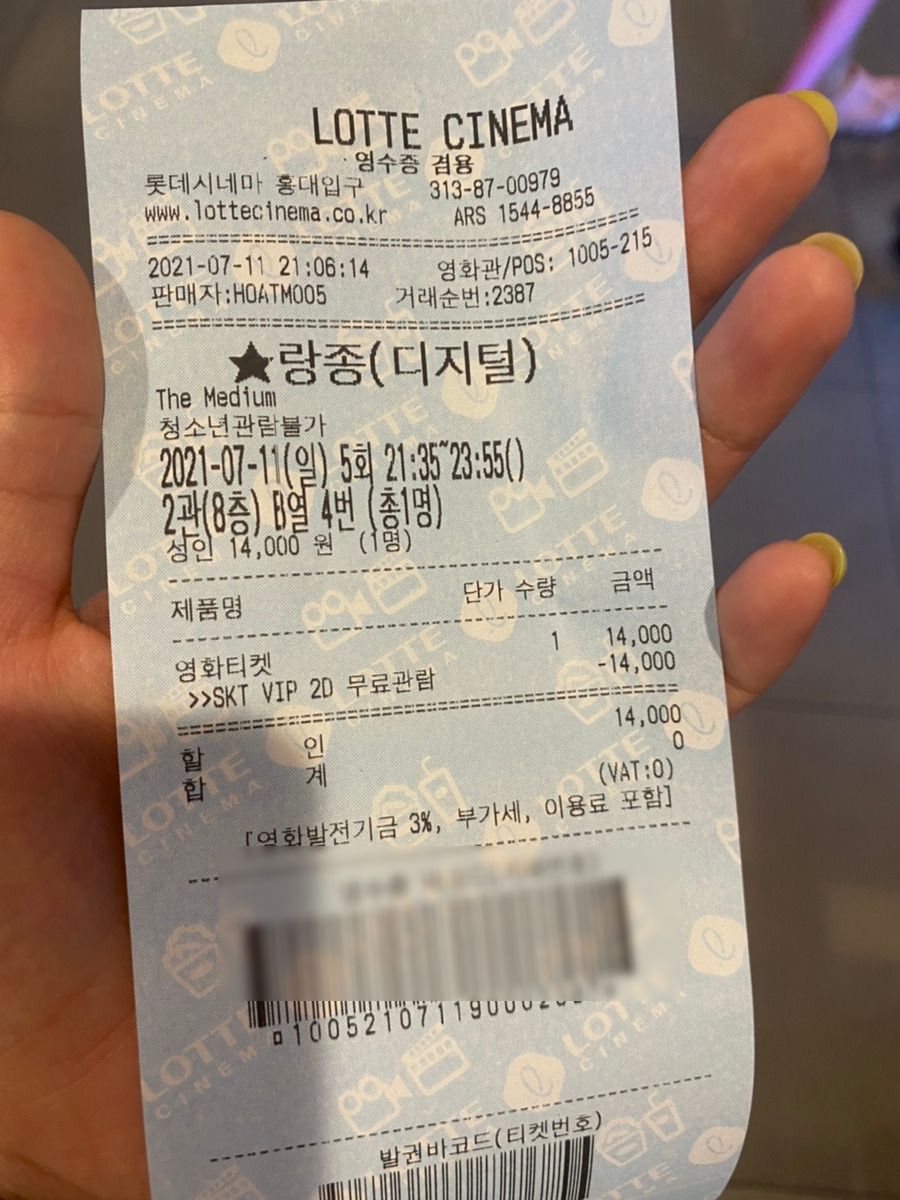 LOTTE CINEMA
영수증 겸용
롯데시네마 홍대입구 313-87-00979
www.lottecinema.co.kr ARS 1544-8855
2021-07-11 21:06:14 영화관/POS: 1005-215
판매자:HOATM005 거래순번:2387
★랑종(디지털)
The Medium
청소년관람불가
2021-07-11(일) 5회 21:35~23:55()
2관(8층) B열 4번 (총1명)
성인 14,000 원 (1명)
제품명 단가 수량 금액
영화티켓 1 14,000
>>SKT VIP 2D 무료관람 -14,000
할 인 14,000
합 계 0
(VAT:0)
[영화발전기금 3%, 부가세, 이용료 포함]
발권바코드(티켓번호)